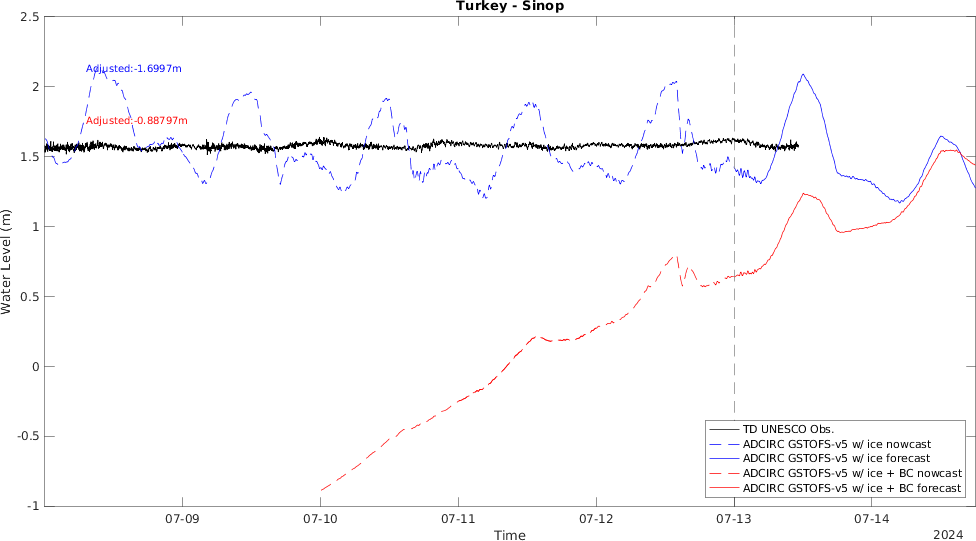 Turkey - Sinop
2.5
2
1.5
1
0.5
0
-0.5
-1
Water Level (m)
Adjusted:-1.6997m
Adjusted:-0.88797m
TD UNESCO Obs.
ADCIRC GSTOFS-v5 w/ ice nowcast
ADCIRC GSTOFS-v5 w/ ice forecast
ADCIRC GSTOFS-v5 w/ ice + BC nowcast
ADCIRC GSTOFS-v5 w/ ice + BC forecast
07-09 07-10 07-11 07-12 07-13 07-14
Time
2024